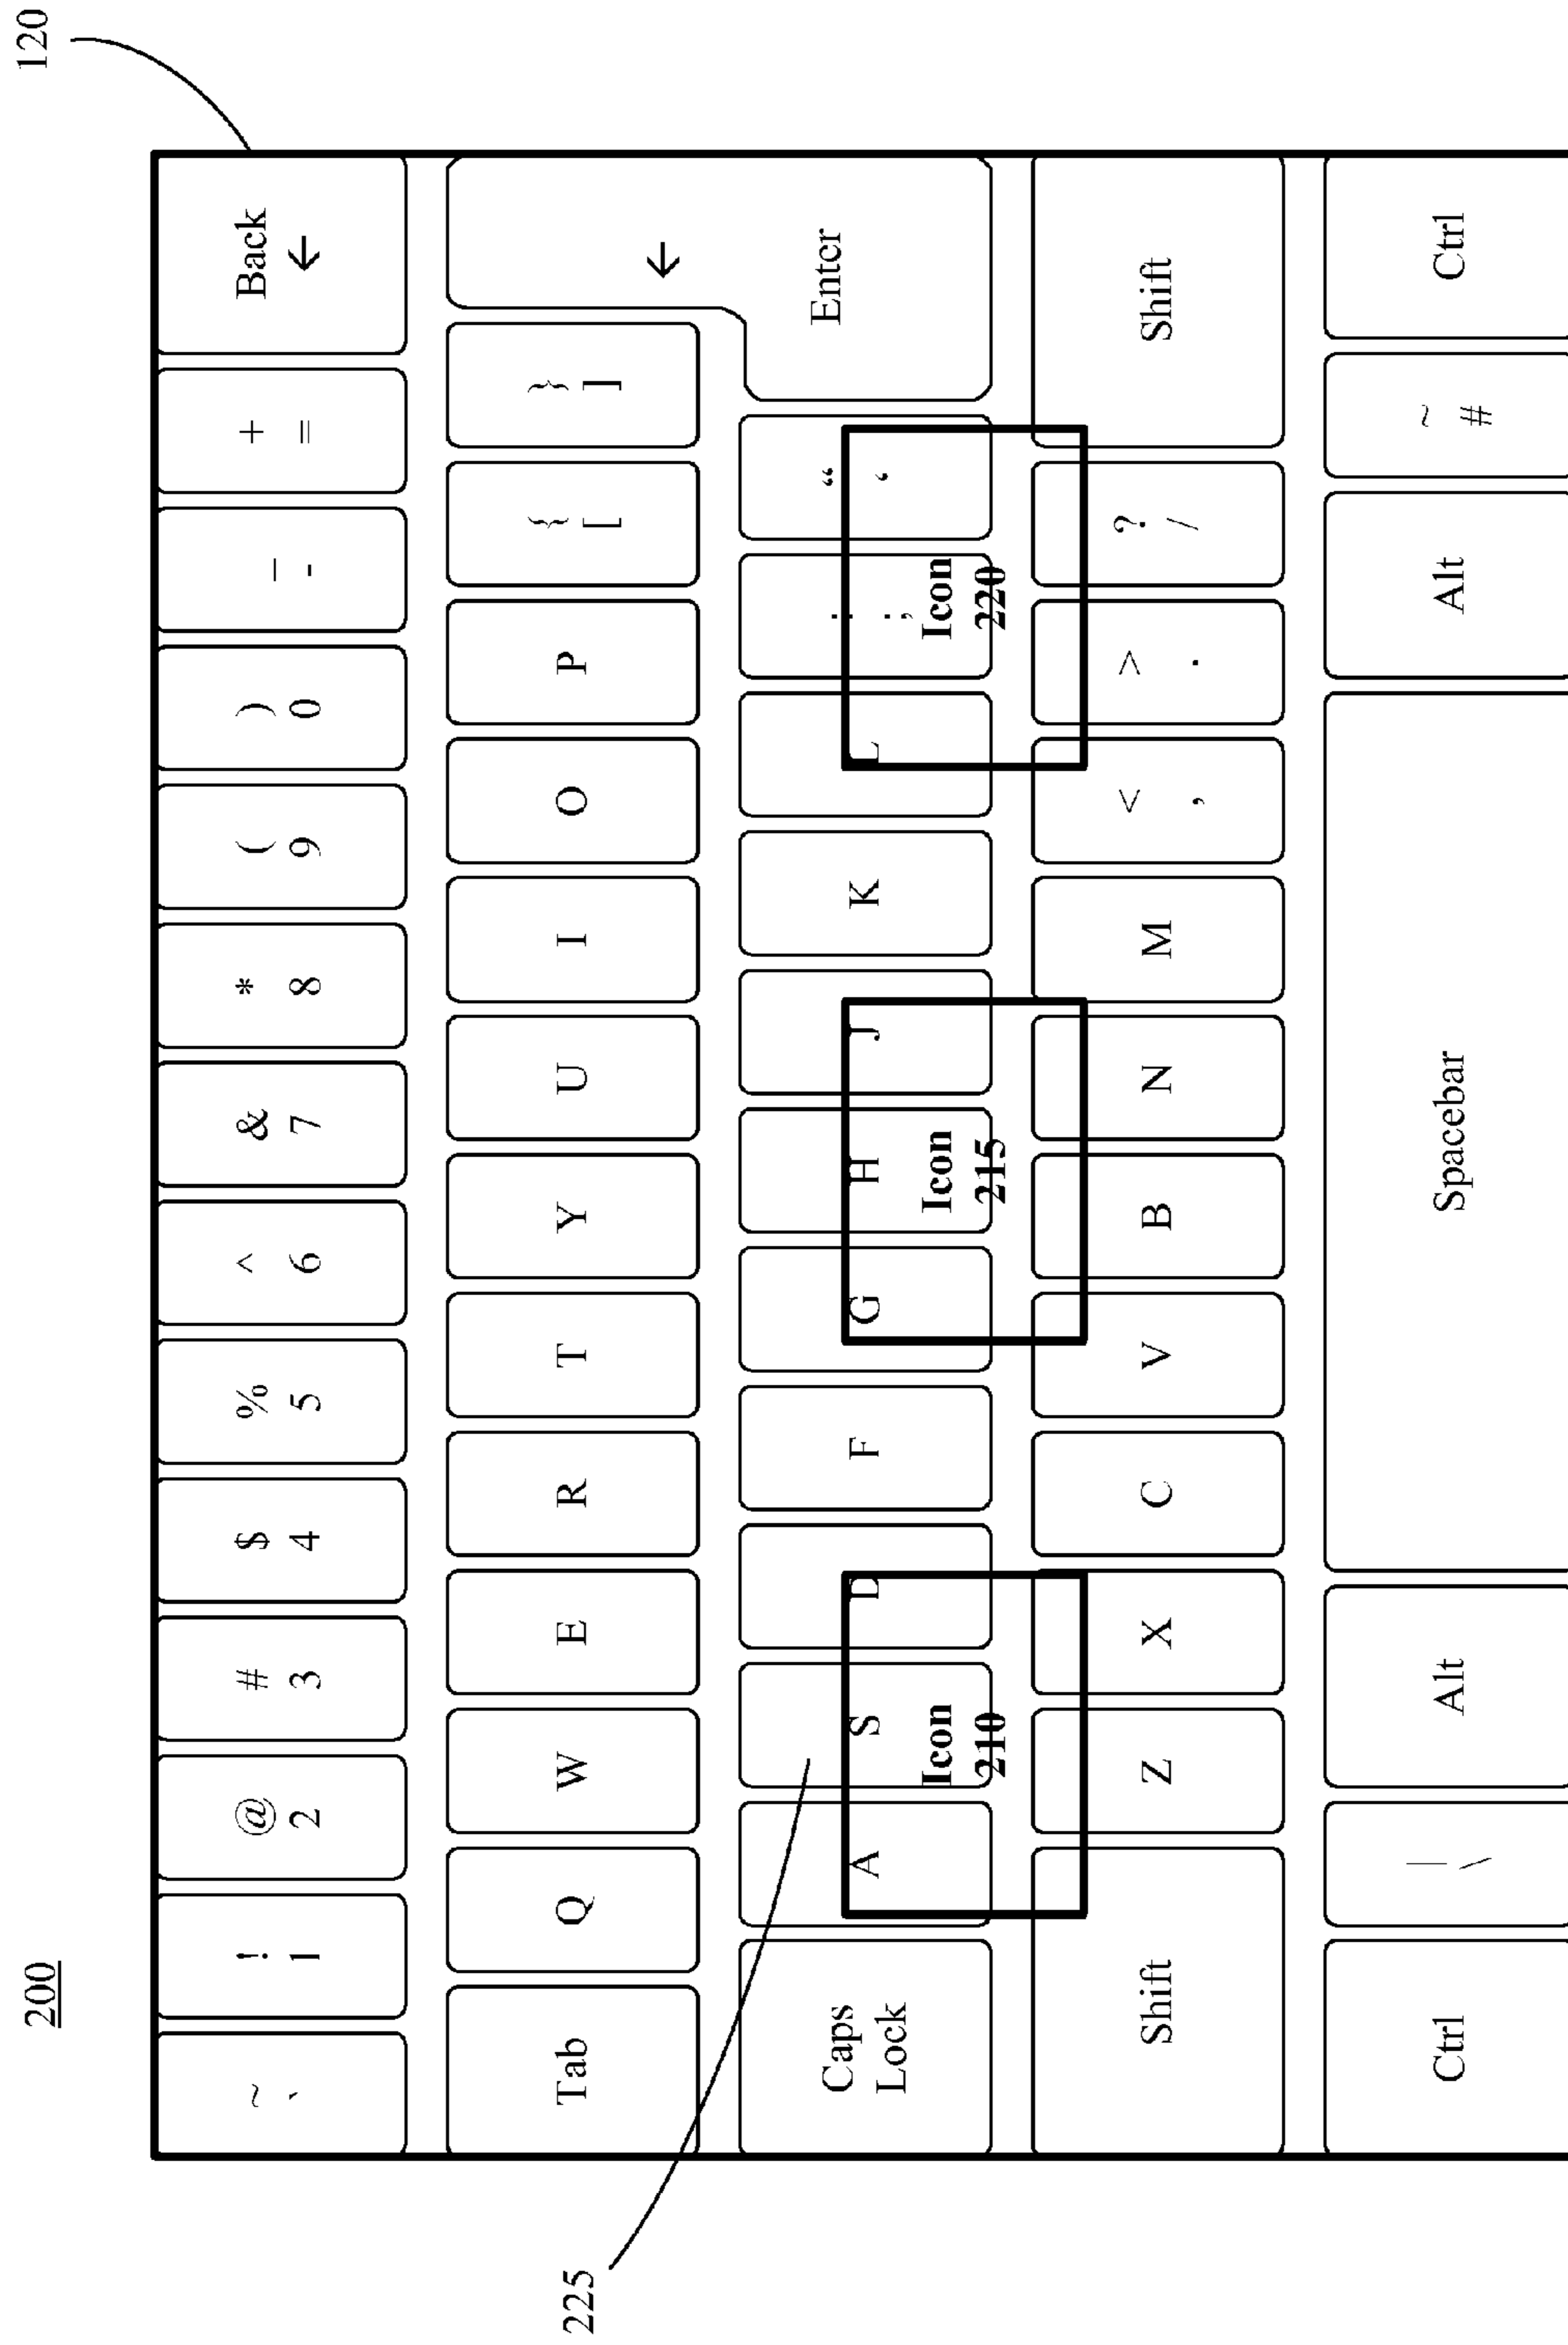 200
120
~ ! @ # $ % ^ & * ( ) _ + Back
` 1 2 3 4 5 6 7 8 9 0 - = ←
Tab Q W E R T Y U I O P } } ←
[ ]
Caps A S D F G H J K L : “ Enter
Lock ; ‘
Icon Icon Icon
210 215 220
Shift Z X C V B N M < > ? Shift
, . /
Ctrl | Alt Spacebar Alt ~ Ctrl
\ #
225